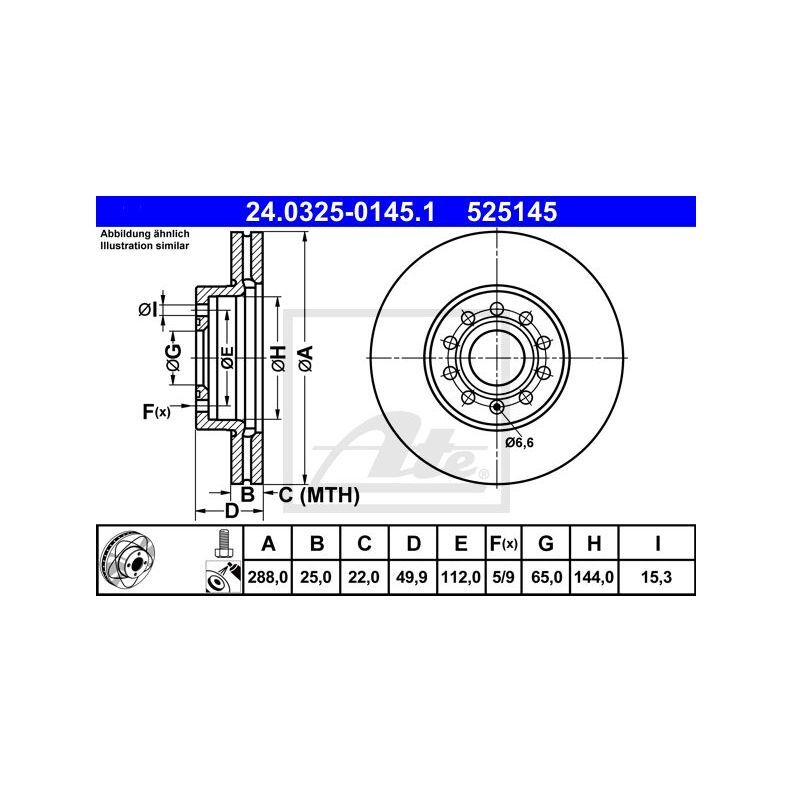 24.0325-0145.1 525145
Abbildung ähnlich
Illustration similar
ØI
ØG
ØE
ØH
ØA
F(x)
Ø6,6
Ate®
B C (MTH)
D
A B C D E F(x) G H I
288,0 25,0 22,0 49,9 112,0 5/9 65,0 144,0 15,3